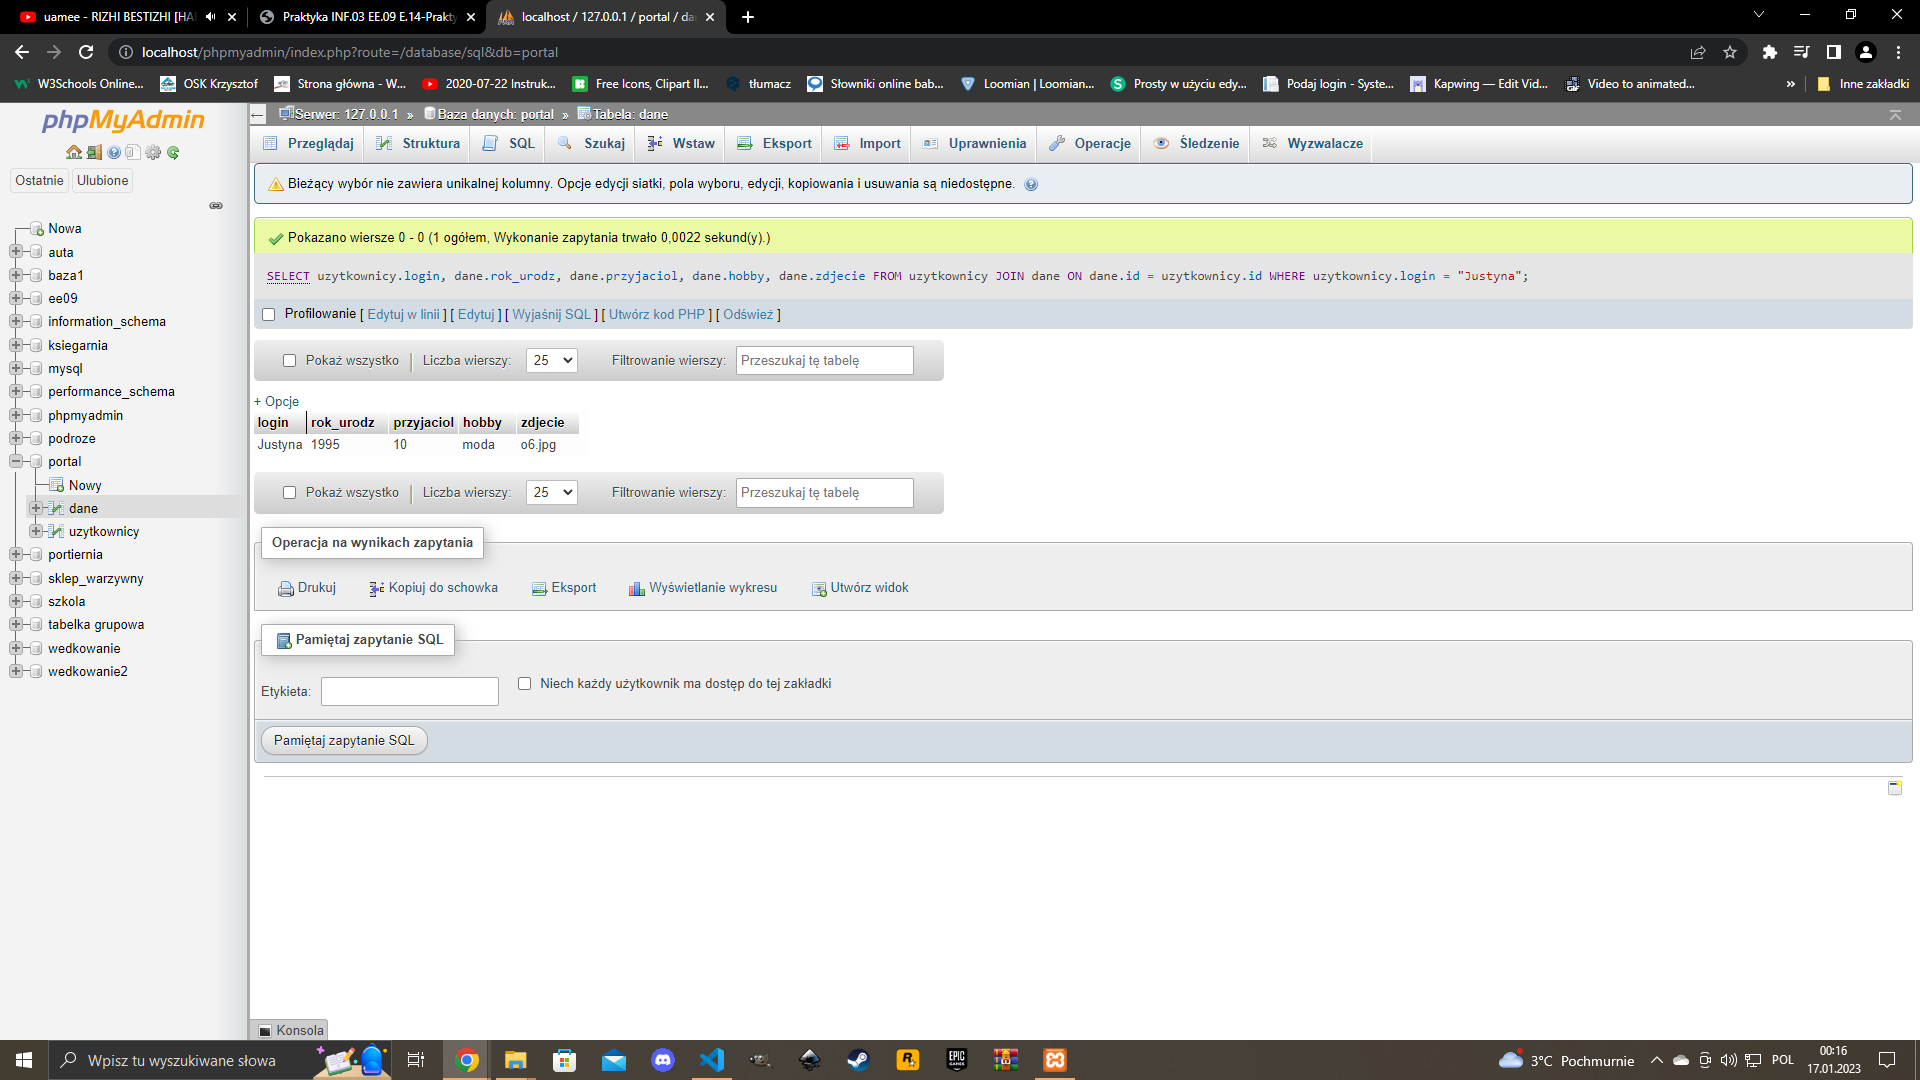 uamee - RIZHI BESTIZHI [HA
Praktyka INF.03 EE.09 E.14-Prakty
localhost / 127.0.0.1 / portal / da
localhost/phpmyadmin/index.php?route=/database/sql&db=portal
W3Schools Online...
OSK Krzysztof
Strona główna - W...
2020-07-22 Instruk...
Free Icons, Clipart Il...
tłumacz
Słowniki online bab...
Loomian | Loomian...
Prosty w użyciu edy...
Podaj login - Syste...
Kapwing — Edit Vid...
Video to animated...
»
Inne zakładki
phpMyAdmin
Ostatnie
Ulubione
Nowa
auta
baza1
ee09
information_schema
ksiegarnia
mysql
performance_schema
phpmyadmin
podroze
portal
Nowy
dane
uzytkownicy
portiernia
sklep_warzywny
szkola
tabelka grupowa
wedkowanie
wedkowanie2
Serwer: 127.0.0.1 » Baza danych: portal » Tabela: dane
Przeglądaj
Struktura
SQL
Szukaj
Wstaw
Eksport
Import
Uprawnienia
Operacje
Śledzenie
Wyzwalacze
Bieżący wybór nie zawiera unikalnej kolumny. Opcje edycji siatki, pola wyboru, edycji, kopiowania i usuwania są niedostępne.
Pokazano wiersze 0 - 0 (1 ogółem, Wykonanie zapytania trwało 0,0022 sekund(y).)
SELECT uzytkownicy.login, dane.rok_urodz, dane.przyjaciol, dane.hobby, dane.zdjecie FROM uzytkownicy JOIN dane ON dane.id = uzytkownicy.id WHERE uzytkownicy.login = "Justyna";
Profilowanie [ Edytuj w linii ] [ Edytuj ] [ Wyjaśnij SQL ] [ Utwórz kod PHP ] [ Odśwież ]
Pokaż wszystko
Liczba wierszy: 25
Filtrowanie wierszy: Przeszukaj tę tabelę
+ Opcje
login rok_urodz przyjaciol hobby zdjecie
Justyna 1995 10 moda o6.jpg
Pokaż wszystko
Liczba wierszy: 25
Filtrowanie wierszy: Przeszukaj tę tabelę
Operacja na wynikach zapytania
Drukuj
Kopiuj do schowka
Eksport
Wyświetlanie wykresu
Utwórz widok
Pamiętaj zapytanie SQL
Etykieta:
Niech każdy użytkownik ma dostęp do tej zakładki
Pamiętaj zapytanie SQL
Konsola
Wpisz tu wyszukiwane słowa
EPIC GAMES
3°C Pochmurnie
POL
00:16
17.01.2023